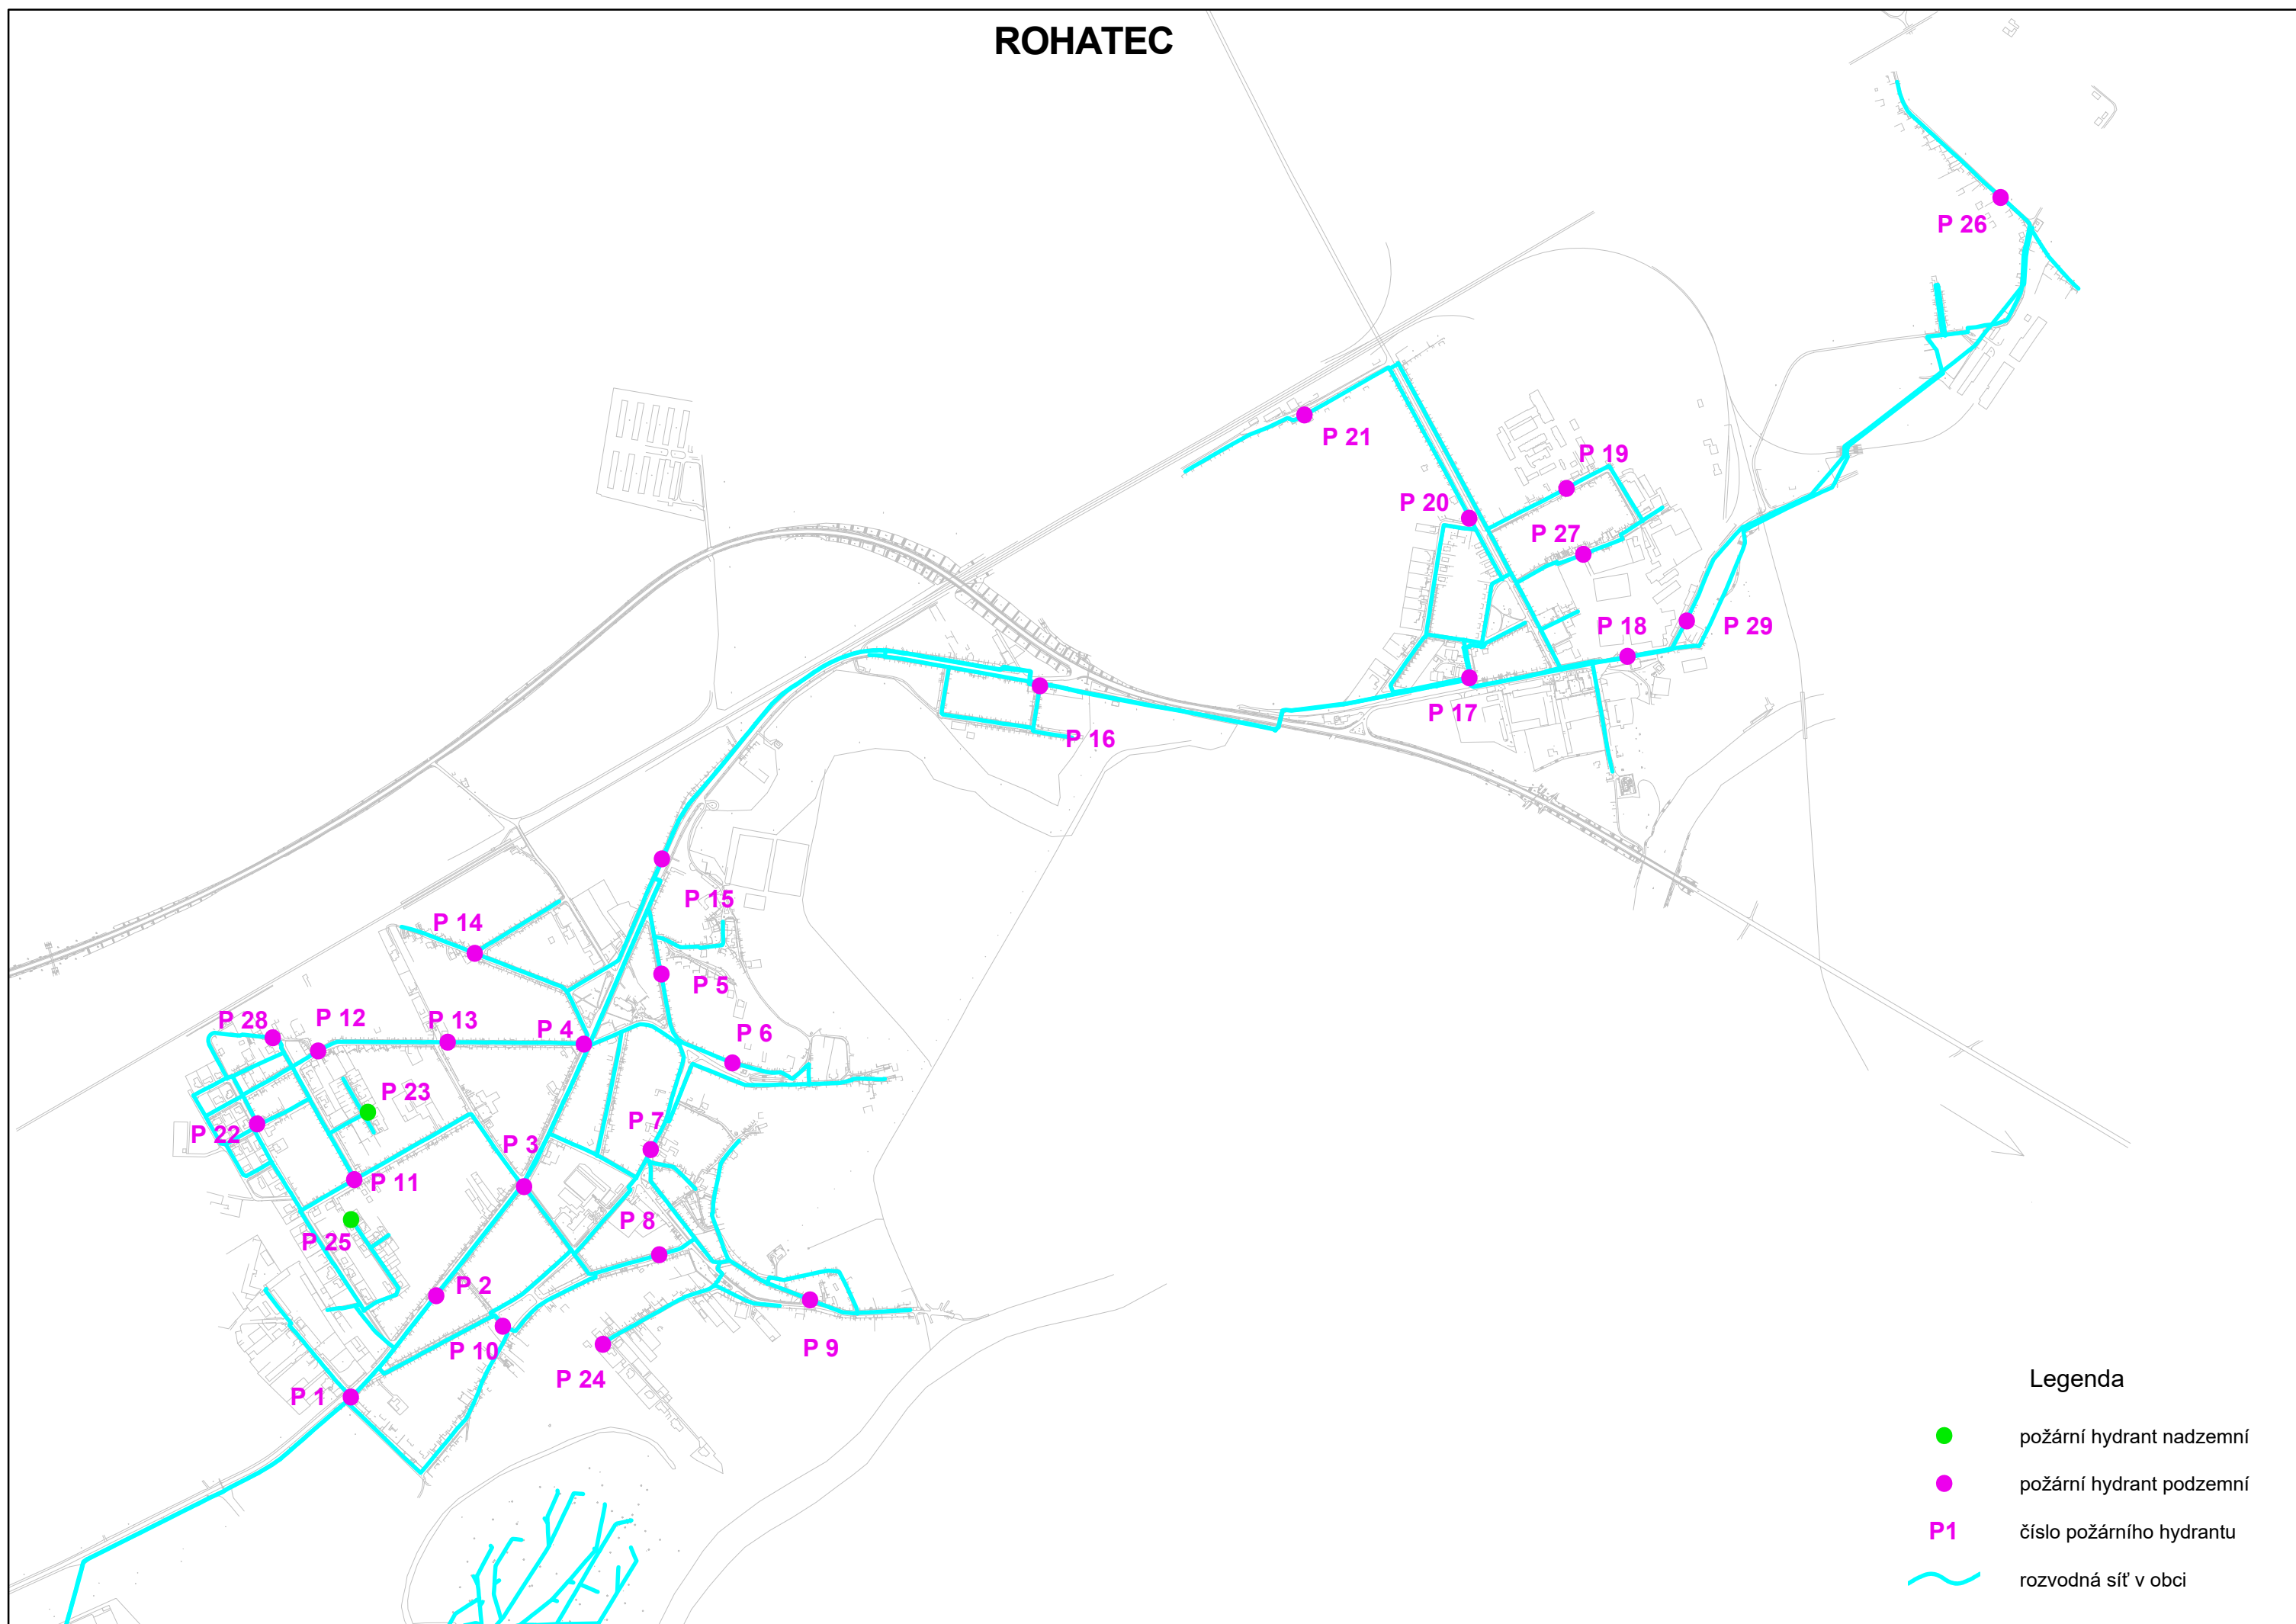 ROHATEC
P 26
P 21
P 19
P 20
P 27
P 18
P 29
P 17
P 16
P 15
P 14
P 5
P 28
P 12
P 13
P 4
P 6
P 23
P 22
P 7
P 3
P 11
P 8
P 25
P 2
P 10
P 9
P 24
P 1
Legenda
požární hydrant nadzemní
požární hydrant podzemní
P1 číslo požárního hydrantu
rozvodná síť v obci